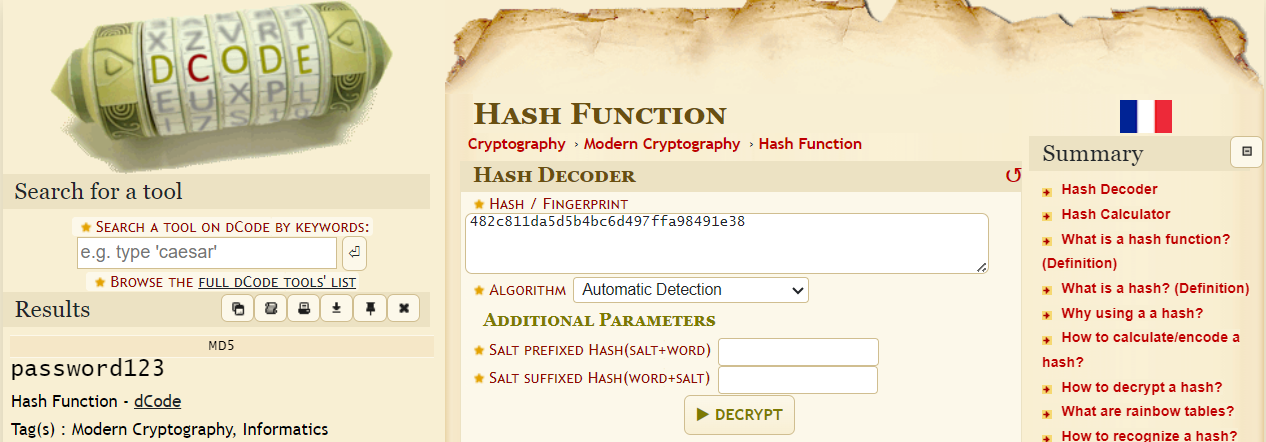 X Z V R T
D C O D E
E U X P L
Search for a tool
SEARCH A TOOL ON DCODE BY KEYWORDS:
e.g. type 'caesar'
BROWSE THE FULL DCODE TOOLS' LIST
Results
MD5
password123
Hash Function - dCode
Tag(s) : Modern Cryptography, Informatics
HASH FUNCTION
Cryptography › Modern Cryptography › Hash Function
HASH DECODER
HASH / FINGERPRINT
482c811da5d5b4bc6d497ffa98491e38
ALGORITHM Automatic Detection
ADDITIONAL PARAMETERS
SALT PREFIXED HASH(SALT+WORD)
SALT SUFFIXED HASH(WORD+SALT)
▶ DECRYPT
Summary
Hash Decoder
Hash Calculator
What is a hash function?
(Definition)
What is a hash? (Definition)
Why using a a hash?
How to calculate/encode a
hash?
How to decrypt a hash?
What are rainbow tables?
How to recognize a hash?